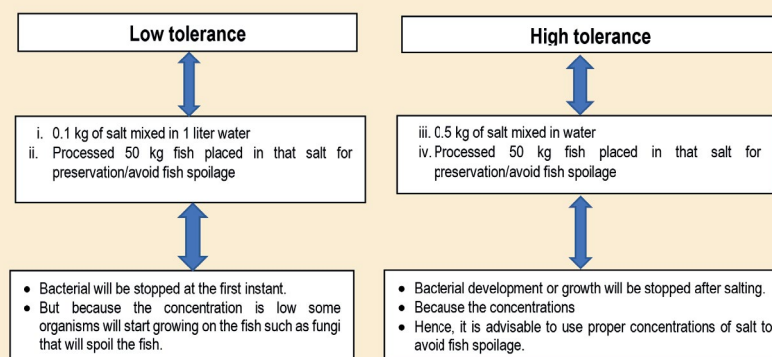 Low tolerance
i. 0.1 kg of salt mixed in 1 liter water
ii. Processed 50 kg fish placed in that salt for
preservation/avoid fish spoilage
• Bacterial will be stopped at the first instant.
• But because the concentration is low some
organisms will start growing on the fish such as fungi
that will spoil the fish.
High tolerance
iii. 0.5 kg of salt mixed in water
iv. Processed 50 kg fish placed in that salt for
preservation/avoid fish spoilage
• Bacterial development or growth will be stopped after salting.
• Because the concentrations
• Hence, it is advisable to use proper concentrations of salt to
avoid fish spoilage.